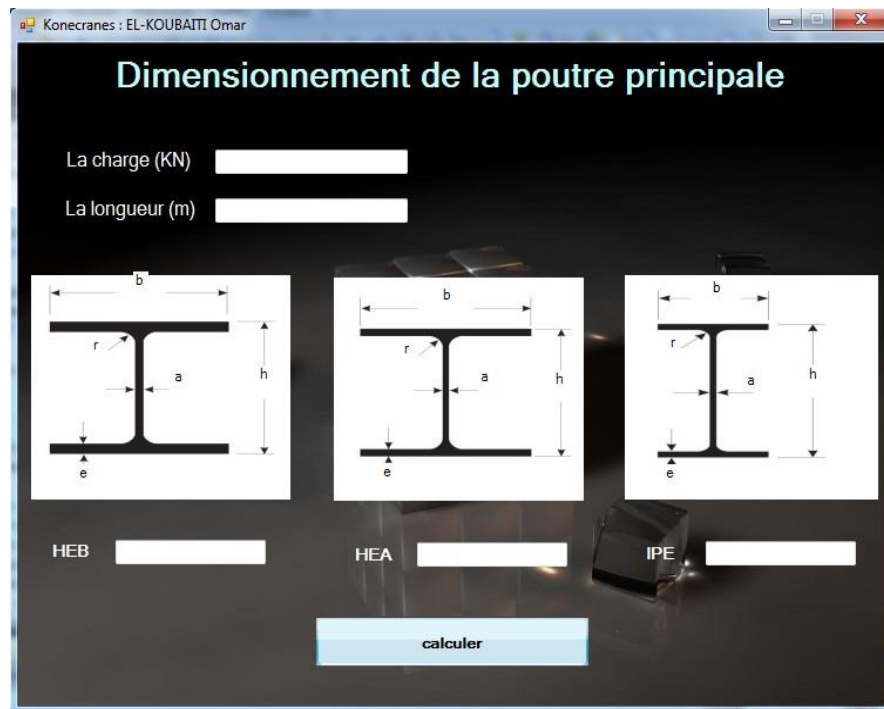 Konecranes : EL-KOUBAITI Omar
Dimensionnement de la poutre principale
La charge (KN)
La longueur (m)
b
r
a
h
e
b
r
a
h
e
b
r
a
h
e
HEB
HEA
IPE
calculer